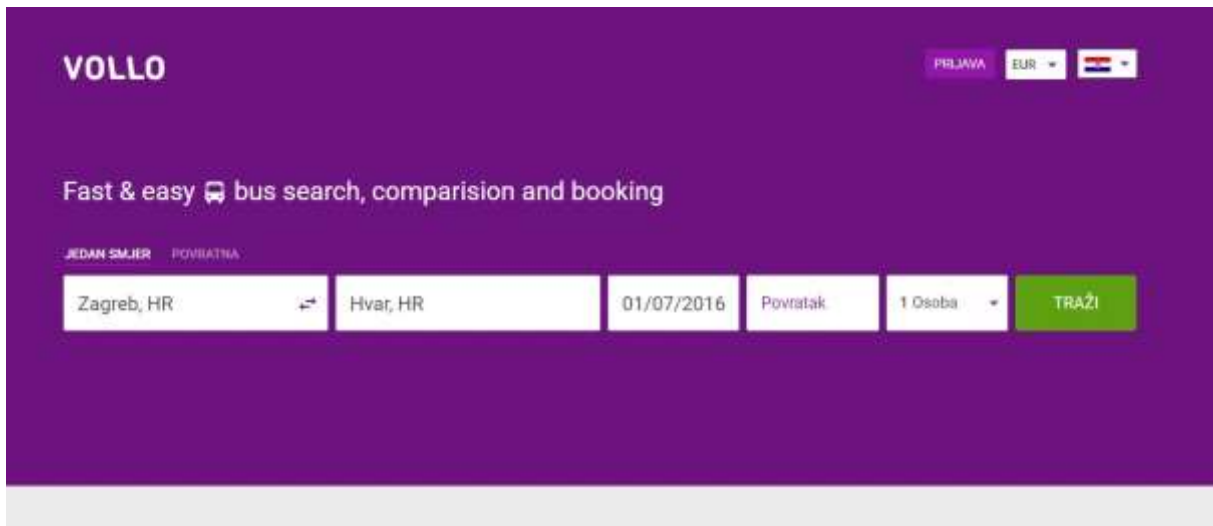 VOLLO
PRIJAVA EUR
Fast & easy bus search, comparision and booking
JEDAN SMJER POVRATNA
Zagreb, HR Hvar, HR 01/07/2016 Povratak 1 Osoba TRAŽI